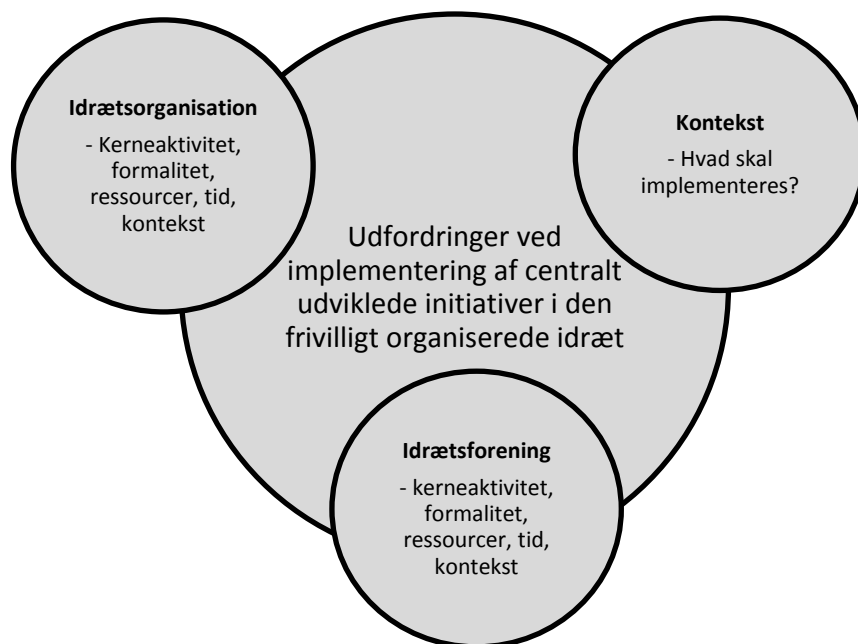 Idrætsorganisation
- Kerneaktivitet,
formalitet,
ressourcer, tid,
kontekst
Kontekst
- Hvad skal
implementeres?
Udfordringer ved
implementering af centralt
udviklede initiativer i den
frivilligt organiserede idræt
Idrætsforening
- kerneaktivitet,
formalitet,
ressourcer, tid,
kontekst